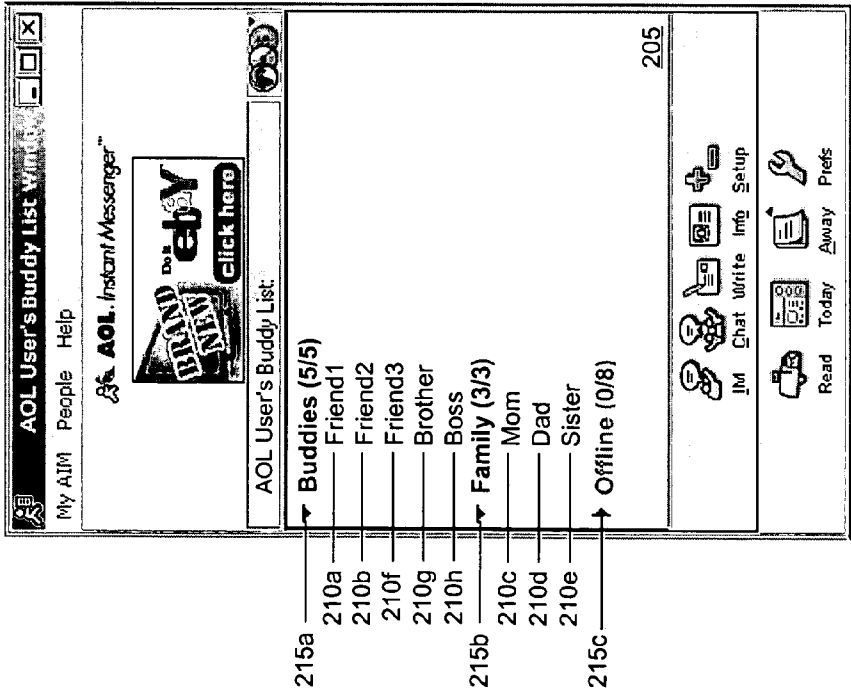 AOL User's Buddy List Window
My AIM People Help
AOL. Instant Messenger™
BRAND NEW
Do it
ebaY
click here
AOL User's Buddy List:
215a Buddies (5/5)
210a Friend1
210b Friend2
210f Friend3
210g Brother
210h Boss
215b Family (3/3)
210c Mom
210d Dad
210e Sister
215c Offline (0/8)
205
IM Chat Write Info Setup
Read Today Away Prefs